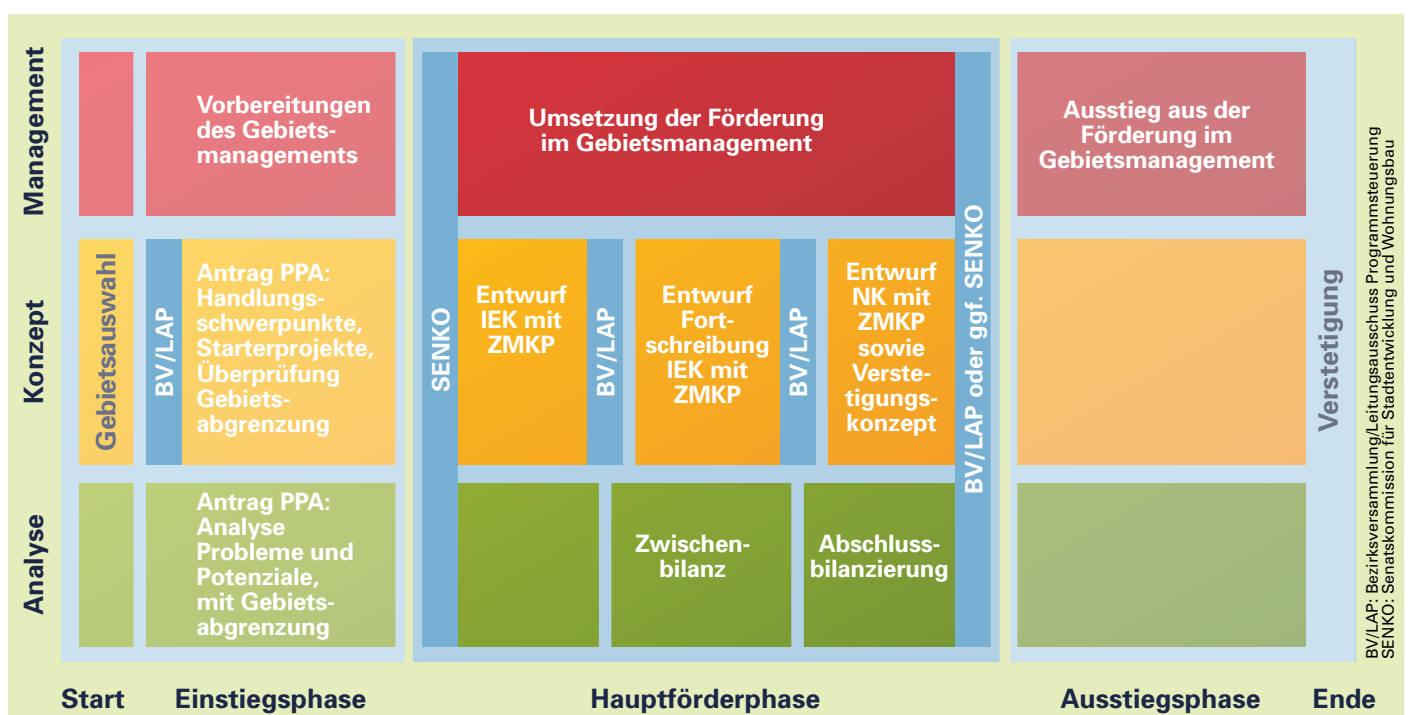 Management
Vorbereitungen
des Gebiets-
managements
Umsetzung der Förderung
im Gebietsmanagement
Ausstieg aus der
Förderung im
Gebietsmanagement
Konzept
Gebietsauswahl
BV/LAP
Antrag PPA:
Handlungs-
schwerpunkte,
Starterprojekte,
Überprüfung
Gebiets-
abgrenzung
SENKO
Entwurf
IEK mit
ZMKP
BV/LAP
Entwurf
Fort-
schreibung
IEK mit
ZMKP
BV/LAP
Entwurf
NK mit
ZMKP
sowie
Verste-
tigungs-
konzept
BV/LAP oder ggf. SENKO
Verstetigung
Analyse
Antrag PPA:
Analyse
Probleme und
Potenziale,
mit Gebiets-
abgrenzung
Zwischen-
bilanz
Abschluss-
bilanzierung
Start
Einstiegsphase
Hauptförderphase
Ausstiegsphase
Ende
BV/LAP: Bezirksversammlung/Leitungsausschuss Programmsteuerung
SENKO: Senatskommission für Stadtentwicklung und Wohnungsbau